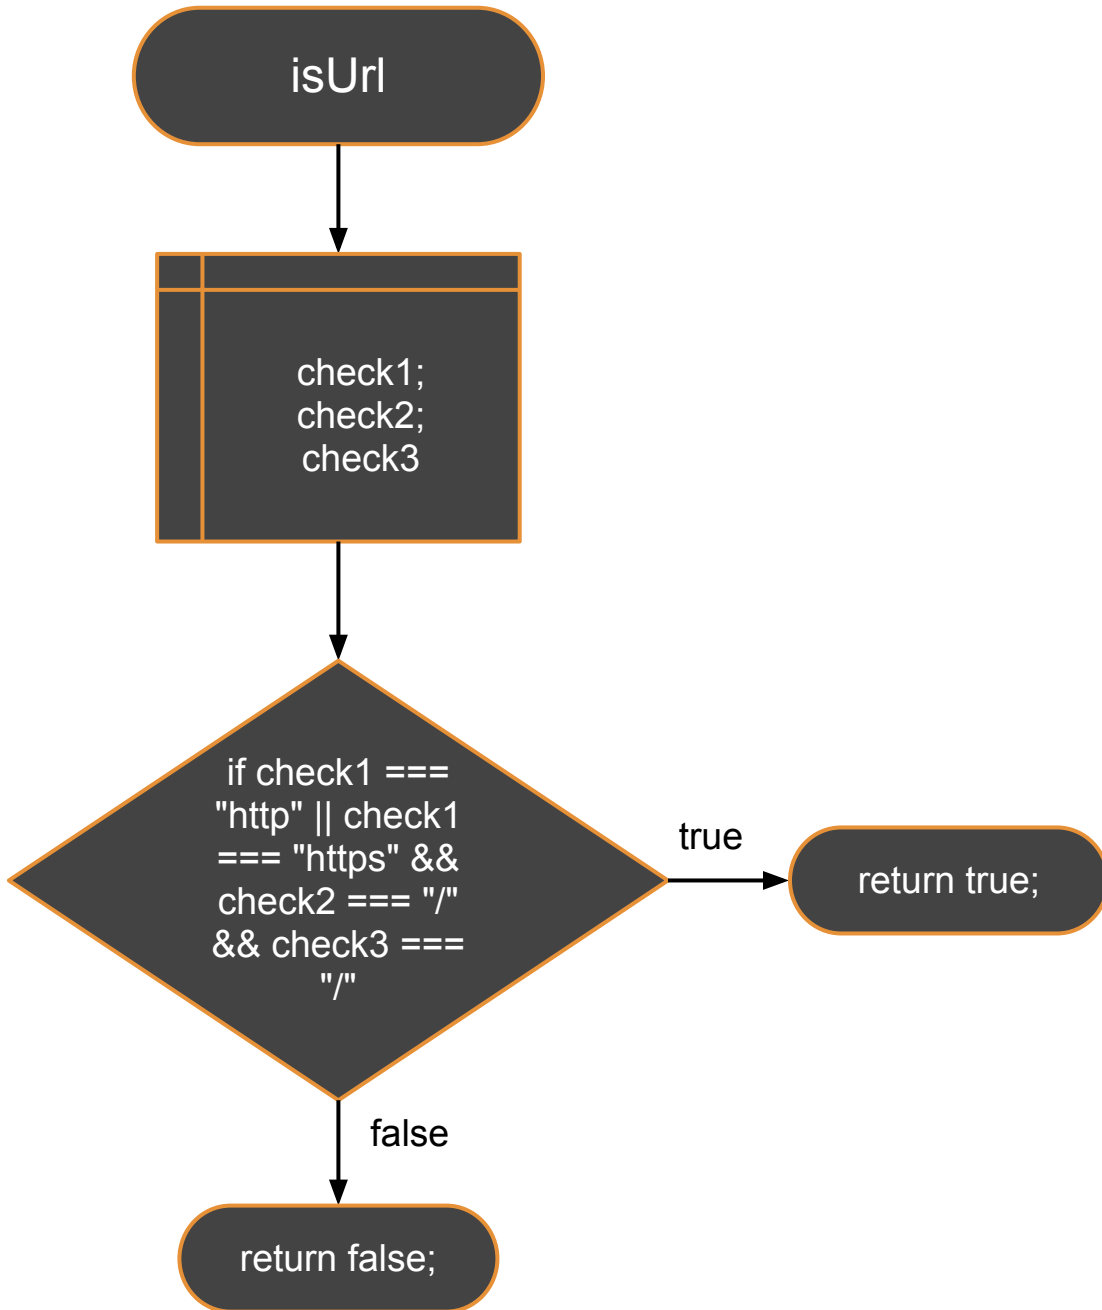 isUrl
check1;
check2;
check3
if check1 ===
"http" || check1
=== "https" &&
check2 === "/"
&& check3 ===
"/"
true
return true;
false
return false;